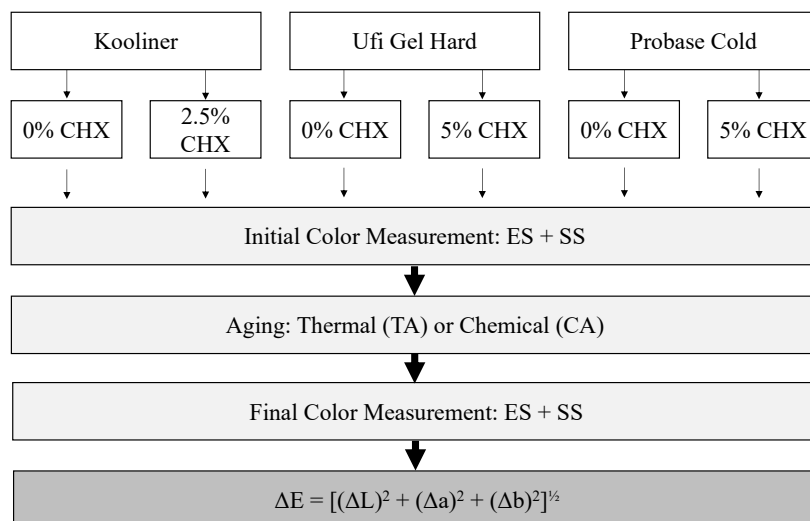 Kooliner
Ufi Gel Hard
Probase Cold
0% CHX
2.5%
CHX
0% CHX
5% CHX
0% CHX
5% CHX
Initial Color Measurement: ES + SS
Aging: Thermal (TA) or Chemical (CA)
Final Color Measurement: ES + SS
ΔE = [(ΔL)² + (Δa)² + (Δb)²]^½